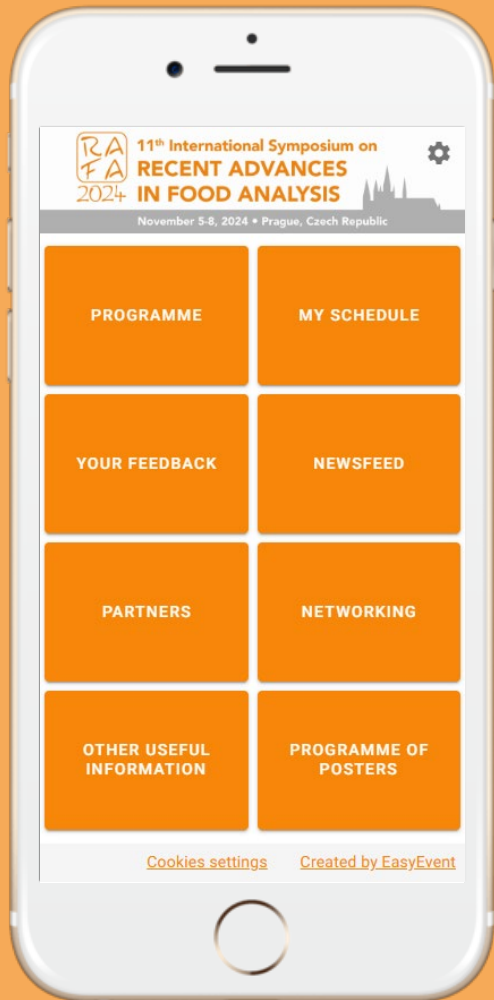 RA
FA
2024
11th International Symposium on
RECENT ADVANCES
IN FOOD ANALYSIS
November 5-8, 2024 • Prague, Czech Republic
PROGRAMME
MY SCHEDULE
YOUR FEEDBACK
NEWSFEED
PARTNERS
NETWORKING
OTHER USEFUL
INFORMATION
PROGRAMME OF
POSTERS
Cookies settings
Created by EasyEvent